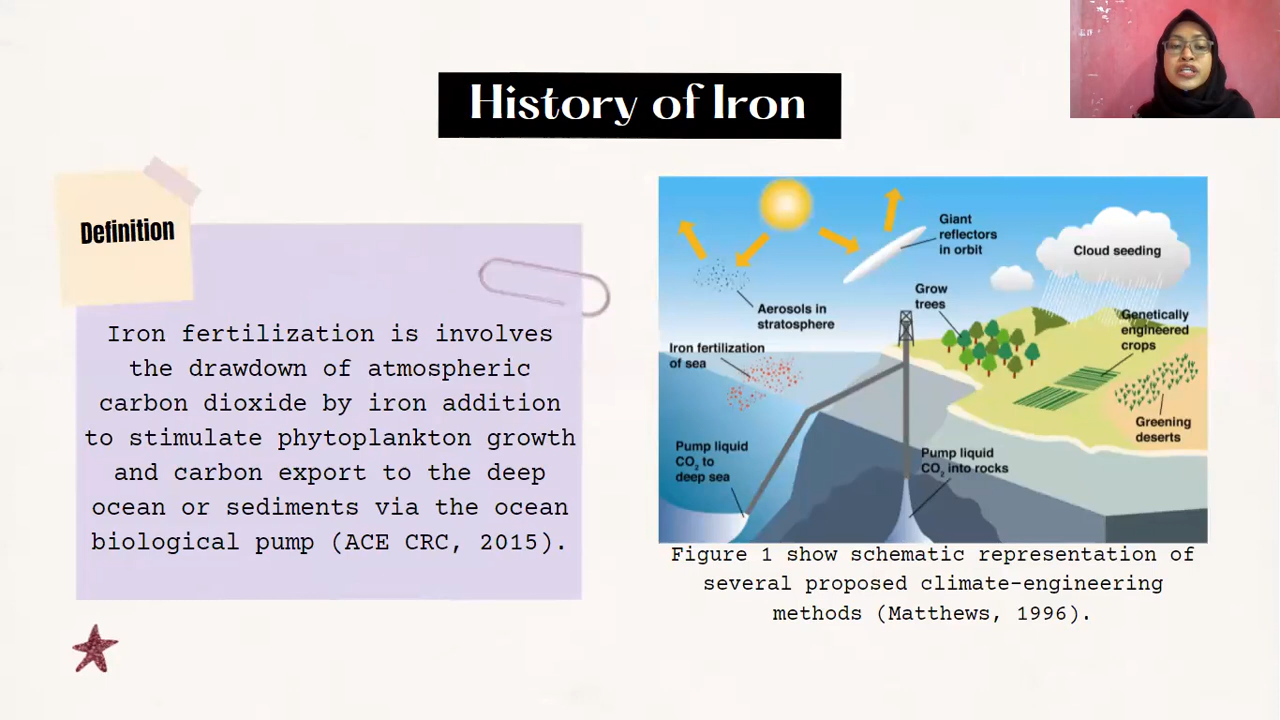 History of Iron
Definition
Iron fertilization is involves
the drawdown of atmospheric
carbon dioxide by iron addition
to stimulate phytoplankton growth
and carbon export to the deep
ocean or sediments via the ocean
biological pump (ACE CRC, 2015).
Giant
reflectors
in orbit
Cloud seeding
Aerosols in
stratosphere
Grow
trees
Genetically
engineered
crops
Iron fertilization
of sea
Greening
deserts
Pump liquid
CO₂ to
deep sea
Pump liquid
CO₂ into rocks
Figure 1 show schematic representation of
several proposed climate-engineering
methods (Matthews, 1996).